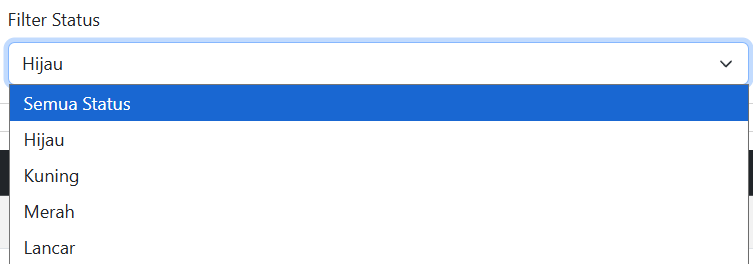 Filter Status
Hijau
Semua Status
Hijau
Kuning
Merah
Lancar